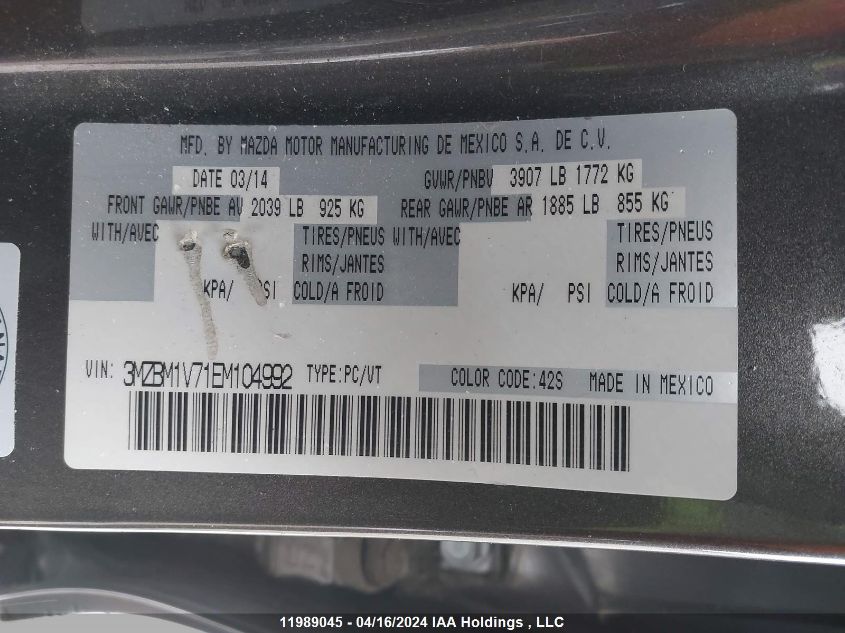 MFD. BY MAZDA MOTOR MANUFACTURING DE MEXICO S.A. DE C.V.
DATE 03/14 GVWR/PNBV 3907 LB 1772 KG
FRONT GAWR/PNBE AV 2039 LB 925 KG REAR GAWR/PNBE AR 1885 LB 855 KG
WITH/AVEC TIRES/PNEUS WITH/AVEC TIRES/PNEUS
RIMS/JANTES RIMS/JANTES
KPA/ PSI COLD/A FROID KPA/ PSI COLD/A FROID
VIN: 3MZBM1V71EM104992 TYPE:PC/VT COLOR CODE:42S MADE IN MEXICO
11989045 - 04/16/2024 IAA Holdings , LLC